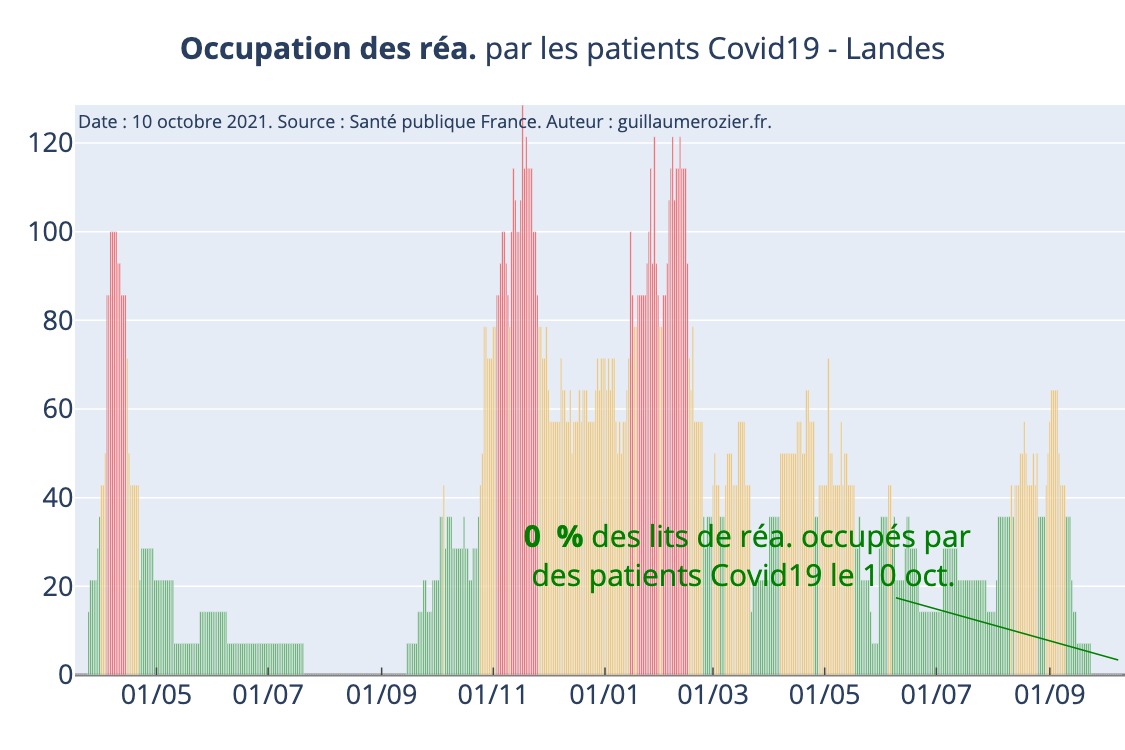 Occupation des réa. par les patients Covid19 - Landes
Date : 10 octobre 2021. Source : Santé publique France. Auteur : guillaumerozier.fr.
120
100
80
60
40
20
0
0 % des lits de réa. occupés par
des patients Covid19 le 10 oct.
01/05 01/07 01/09 01/11 01/01 01/03 01/05 01/07 01/09